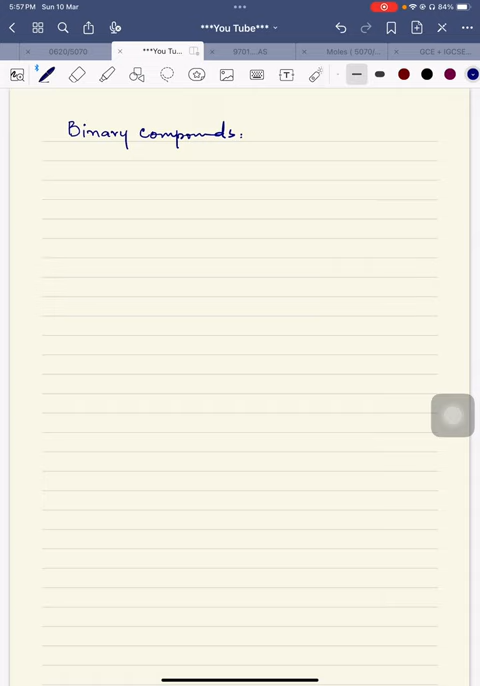 5:57 PM Sun 10 Mar
84%
***You Tube***
0620/5070
***You Tu...
9701...AS
Moles ( 5070/...
GCE + IGCSE...
Binary compounds: